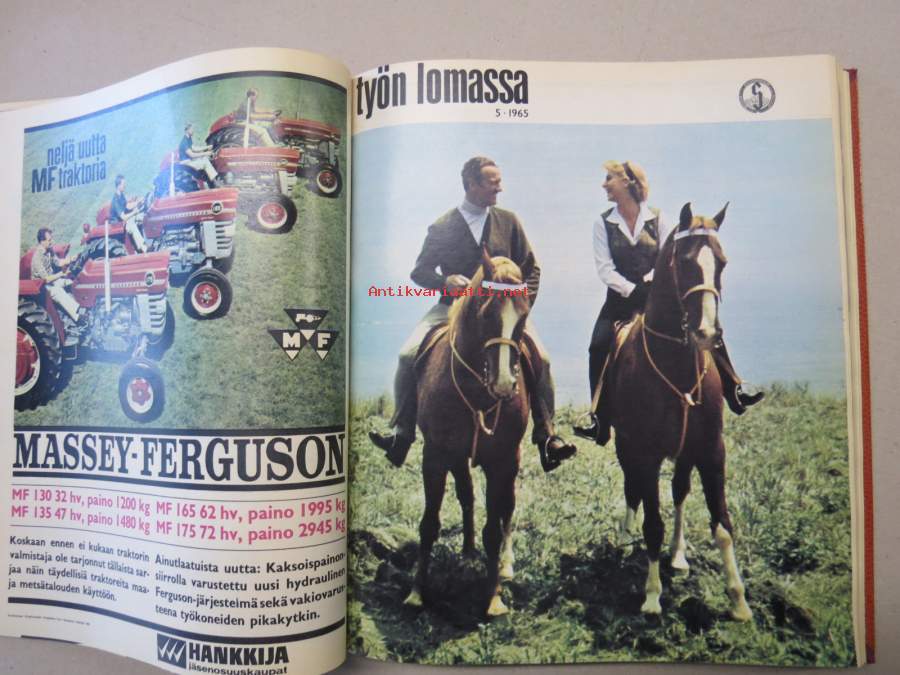 neljä uutta
MF traktoria
MF
MASSEY-FERGUSON
MF 130 32 hv, paino 1200 kg
MF 135 47 hv, paino 1480 kg
MF 165 62 hv, paino 1995 kg
MF 175 72 hv, paino 2945 kg
Koskaan ennen ei kukaan traktorin
valmistaja ole tarjonnut tällaista sar-
jaa näin täydellisiä traktoreita maa-
ja metsätalouden käyttöön.
Ainutlaatuista uutta: Kaksoispainon-
siirrolla varustettu uusi hydraulinen
Ferguson-järjesteimä sekä vakiovarus-
teena työkoneiden pikakytkin.
HANKKIJA
jäsenosuuskaupat
työn lomassa
5 · 1965
S
Antikvariaatti.net